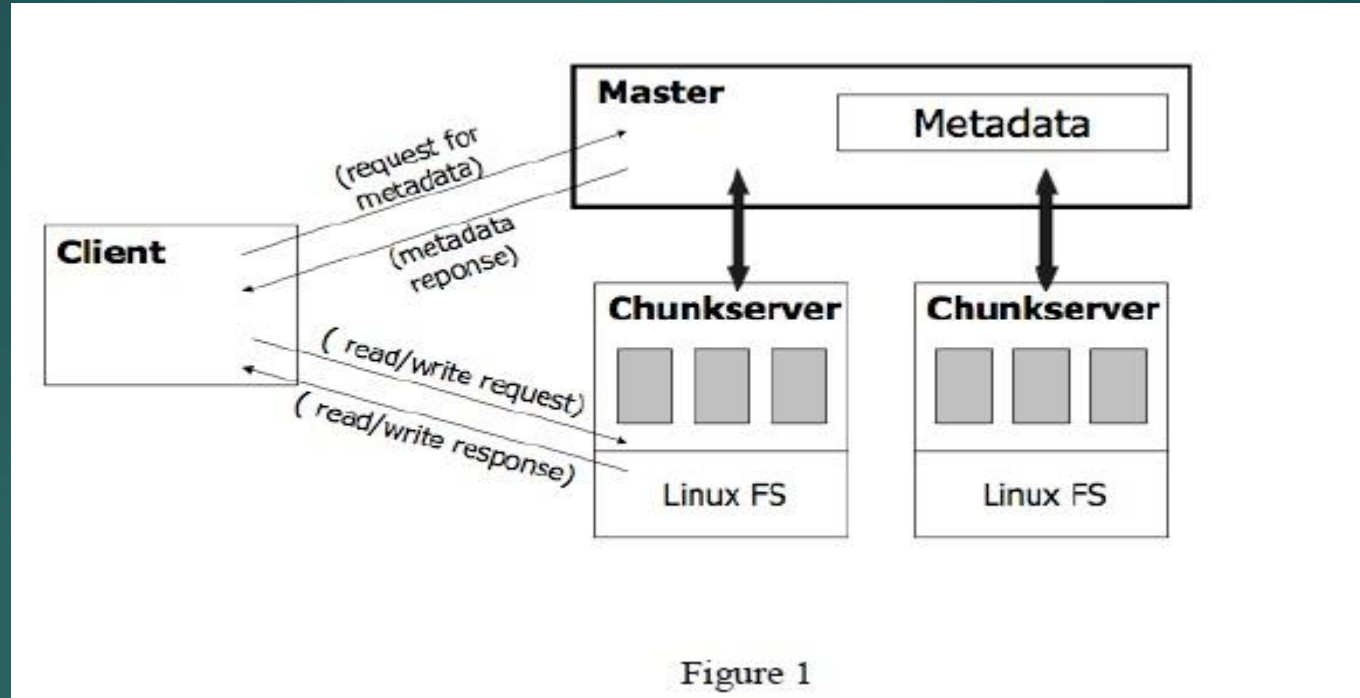 Master
Metadata
(request for
metadata)
(metadata
reponse)
Client
Chunkserver
Chunkserver
( read/write request)
( read/write response)
Linux FS
Linux FS
Figure 1